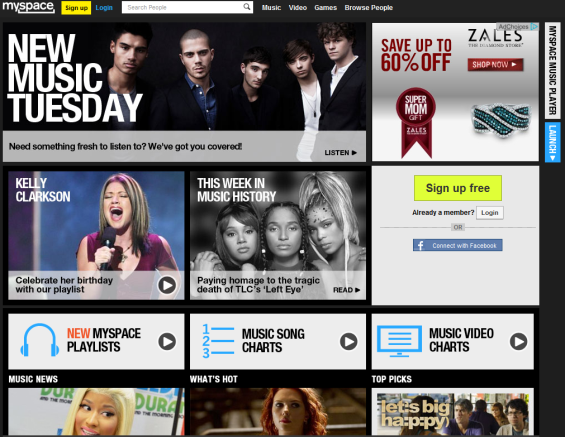 myspace
Sign up
Login
Search People
Music
Video
Games
Browse People
NEW
MUSIC
TUESDAY
Need something fresh to listen to? We've got you covered!
LISTEN
AdChoices
SAVE UP TO
60% OFF
ZALES
THE DIAMOND STORE
SHOP NOW
SUPER
MOM
GIFT
ZALES
MYSPACE MUSIC PLAYER
LAUNCH
KELLY
CLARKSON
Celebrate her birthday
with our playlist
THIS WEEK IN
MUSIC HISTORY
Paying homage to the tragic
death of TLC's 'Left Eye'
READ
Sign up free
Already a member? Login
OR
f Connect with Facebook
NEW MYSPACE
PLAYLISTS
1
2
3
MUSIC SONG
CHARTS
MUSIC VIDEO
CHARTS
MUSIC NEWS
WHAT'S HOT
TOP PICKS
let's big
ha:p:py)